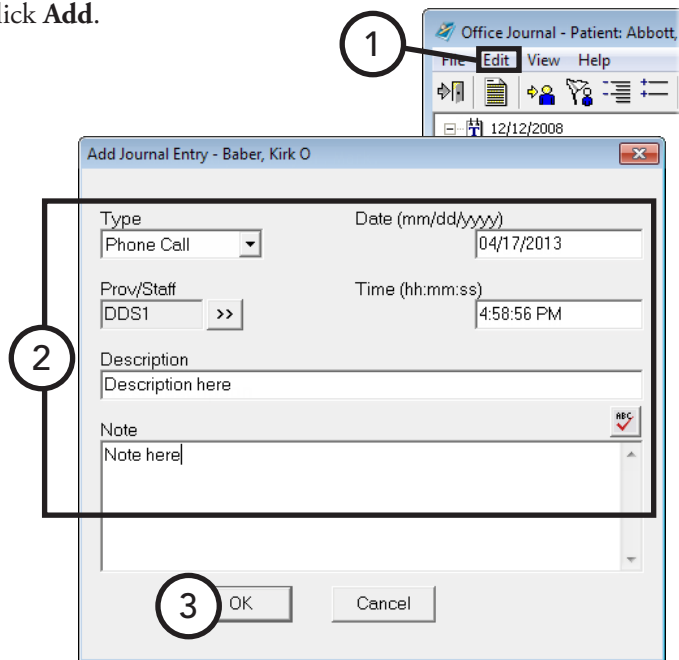 lick Add.
1
Office Journal - Patient: Abbott,
File Edit View Help
12/12/2008
Add Journal Entry - Baber, Kirk O
Type
Date (mm/dd/yyyy)
Phone Call
04/17/2013
Prov/Staff
Time (hh:mm:ss)
DDS1 >>
4:58:56 PM
2
Description
Description here
ABC
Note
Note here
3
OK
Cancel